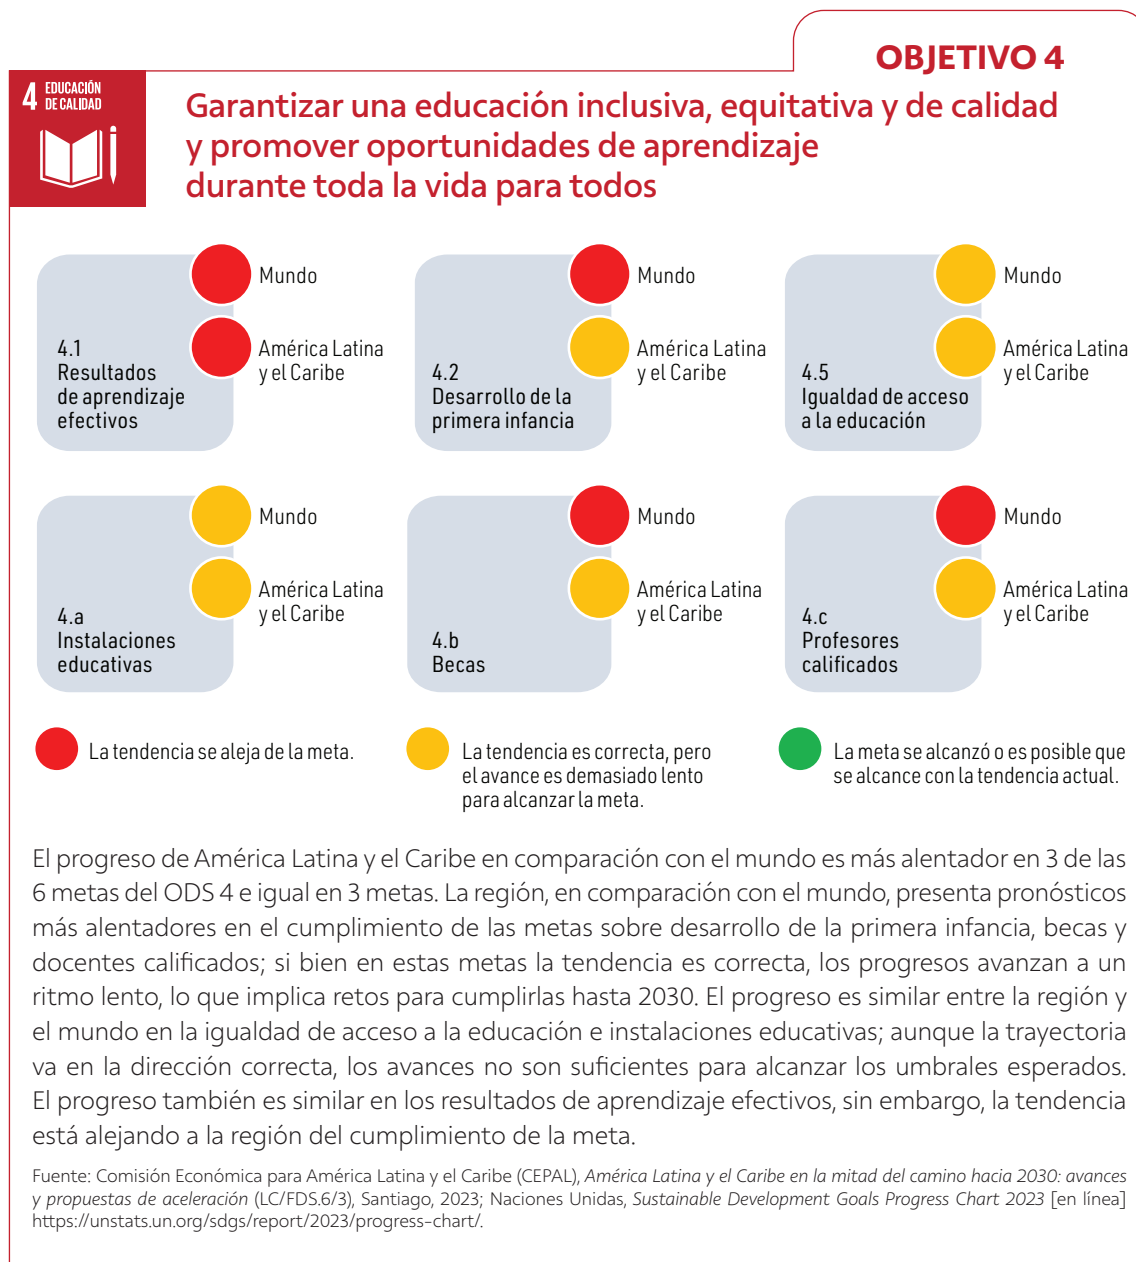 OBJETIVO 4
4 EDUCACIÓN
DE CALIDAD
Garantizar una educación inclusiva, equitativa y de calidad
y promover oportunidades de aprendizaje
durante toda la vida para todos
Mundo
América Latina
y el Caribe
4.1
Resultados
de aprendizaje
efectivos
Mundo
América Latina
y el Caribe
4.2
Desarrollo de la
primera infancia
Mundo
América Latina
y el Caribe
4.5
Igualdad de acceso
a la educación
Mundo
América Latina
y el Caribe
4.a
Instalaciones
educativas
Mundo
América Latina
y el Caribe
4.b
Becas
Mundo
América Latina
y el Caribe
4.c
Profesores
calificados
La tendencia se aleja de la meta.
La tendencia es correcta, pero
el avance es demasiado lento
para alcanzar la meta.
La meta se alcanzó o es posible que
se alcance con la tendencia actual.
El progreso de América Latina y el Caribe en comparación con el mundo es más alentador en 3 de las
6 metas del ODS 4 e igual en 3 metas. La región, en comparación con el mundo, presenta pronósticos
más alentadores en el cumplimiento de las metas sobre desarrollo de la primera infancia, becas y
docentes calificados; si bien en estas metas la tendencia es correcta, los progresos avanzan a un
ritmo lento, lo que implica retos para cumplirlas hasta 2030. El progreso es similar entre la región y
el mundo en la igualdad de acceso a la educación e instalaciones educativas; aunque la trayectoria
va en la dirección correcta, los avances no son suficientes para alcanzar los umbrales esperados.
El progreso también es similar en los resultados de aprendizaje efectivos, sin embargo, la tendencia
está alejando a la región del cumplimiento de la meta.
Fuente: Comisión Económica para América Latina y el Caribe (CEPAL), América Latina y el Caribe en la mitad del camino hacia 2030: avances
y propuestas de aceleración (LC/FDS.6/3), Santiago, 2023; Naciones Unidas, Sustainable Development Goals Progress Chart 2023 [en línea]
https://unstats.un.org/sdgs/report/2023/progress-chart/.